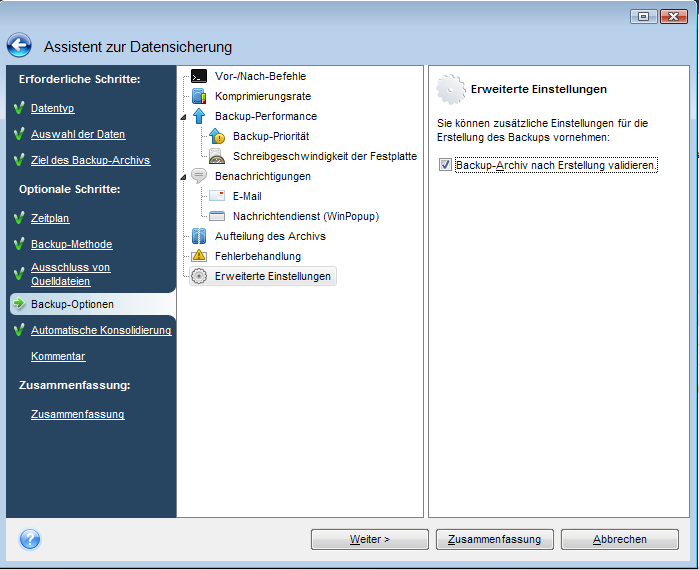 Assistent zur Datensicherung
Erforderliche Schritte:
Datentyp
Auswahl der Daten
Ziel des Backup-Archivs
Optionale Schritte:
Zeitplan
Backup-Methode
Ausschluss von
Quelldateien
Backup-Optionen
Automatische Konsolidierung
Kommentar
Zusammenfassung:
Zusammenfassung
Vor-/Nach-Befehle
Komprimierungsrate
Backup-Performance
Backup-Priorität
Schreibgeschwindigkeit der Festplatte
Benachrichtigungen
E-Mail
Nachrichtendienst (WinPopup)
Aufteilung des Archivs
Fehlerbehandlung
Erweiterte Einstellungen
Erweiterte Einstellungen
Sie können zusätzliche Einstellungen für die
Erstellung des Backups vornehmen:
Backup-Archiv nach Erstellung validieren.
Weiter >
Zusammenfassung
Abbrechen